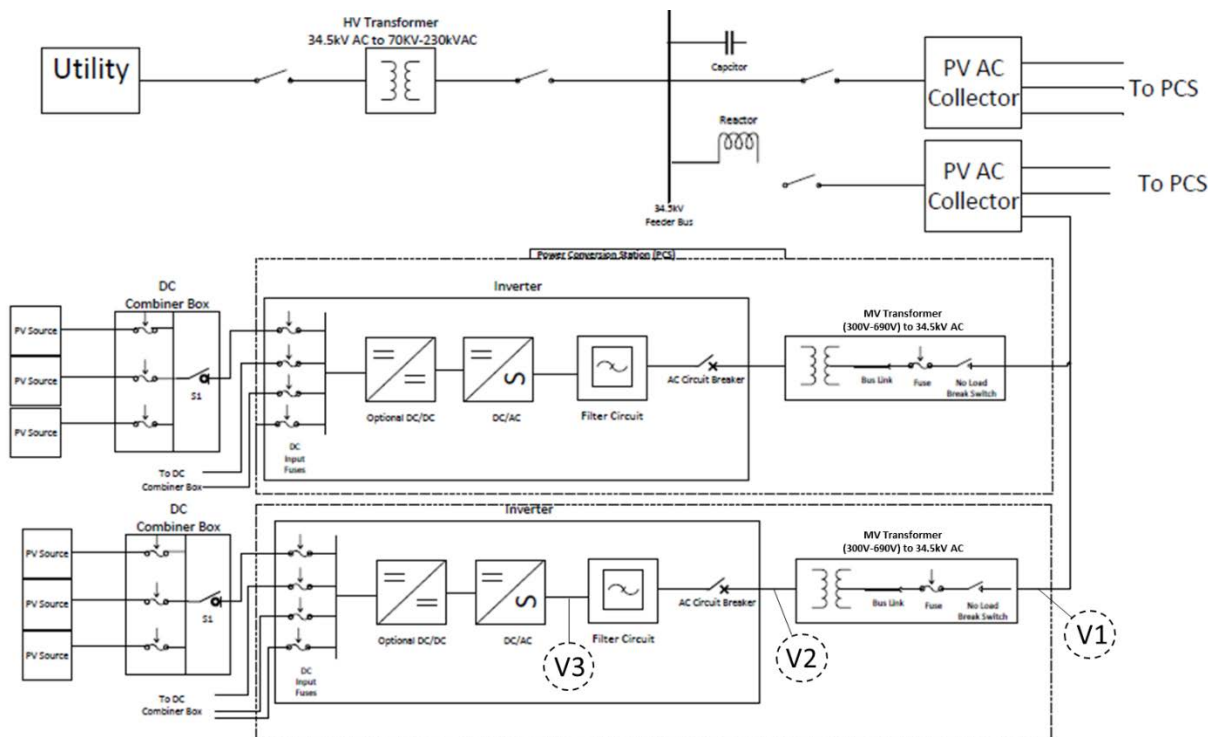 HV Transformer
34.5kV AC to 70KV-230kVAC
Utility
Capcitor
PV AC
Collector
To PCS
Reactor
PV AC
Collector
To PCS
34.5kV
Feeder Bus
Power Conversion Station (PCS)
DC
Combiner Box
Inverter
MV Transformer
(300V-690V) to 34.5kV AC
PV Source
PV Source
PV Source
S1
Optional DC/DC
S
DC/AC
Filter Circuit
AC Circuit Breaker
Bus Link
Fuse
No Load
Break Switch
DC
Input
Fuses
To DC
Combiner Box
DC
Combiner Box
Inverter
MV Transformer
(300V-690V) to 34.5kV AC
PV Source
PV Source
PV Source
S1
Optional DC/DC
S
DC/AC
Filter Circuit
AC Circuit Breaker
Bus Link
Fuse
No Load
Break Switch
V3
V2
V1
DC
Input
Fuses
To DC
Combiner Box